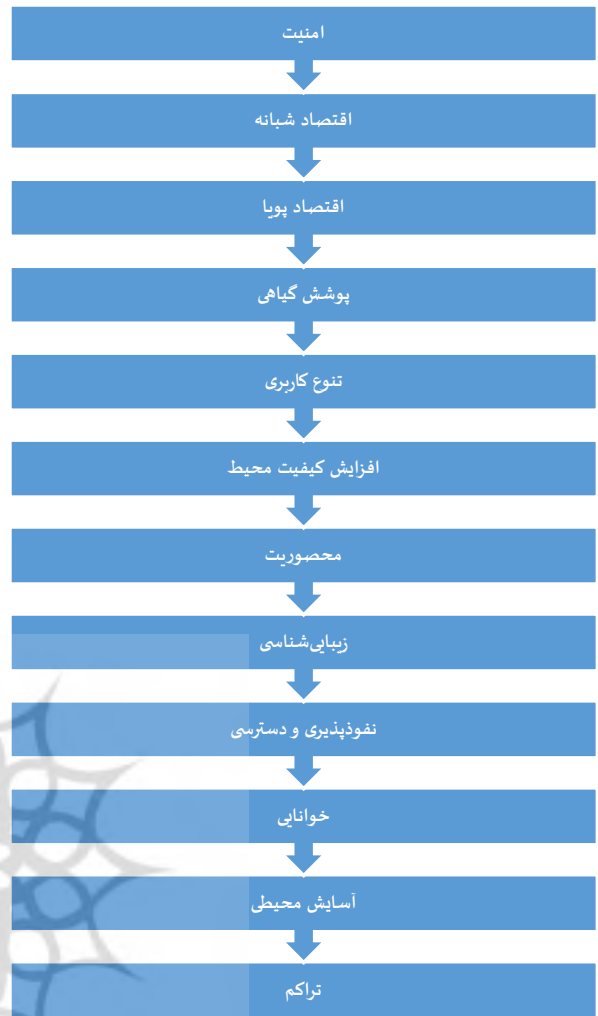 امنیت
اقتصاد شبانه
اقتصاد پویا
پوشش گیاهی
تنوع کاربری
افزایش کیفیت محیط
محصوریت
زیبایی‌شناسی
نفوذپذیری و دسترسی
خوانایی
آسایش محیطی
تراکم